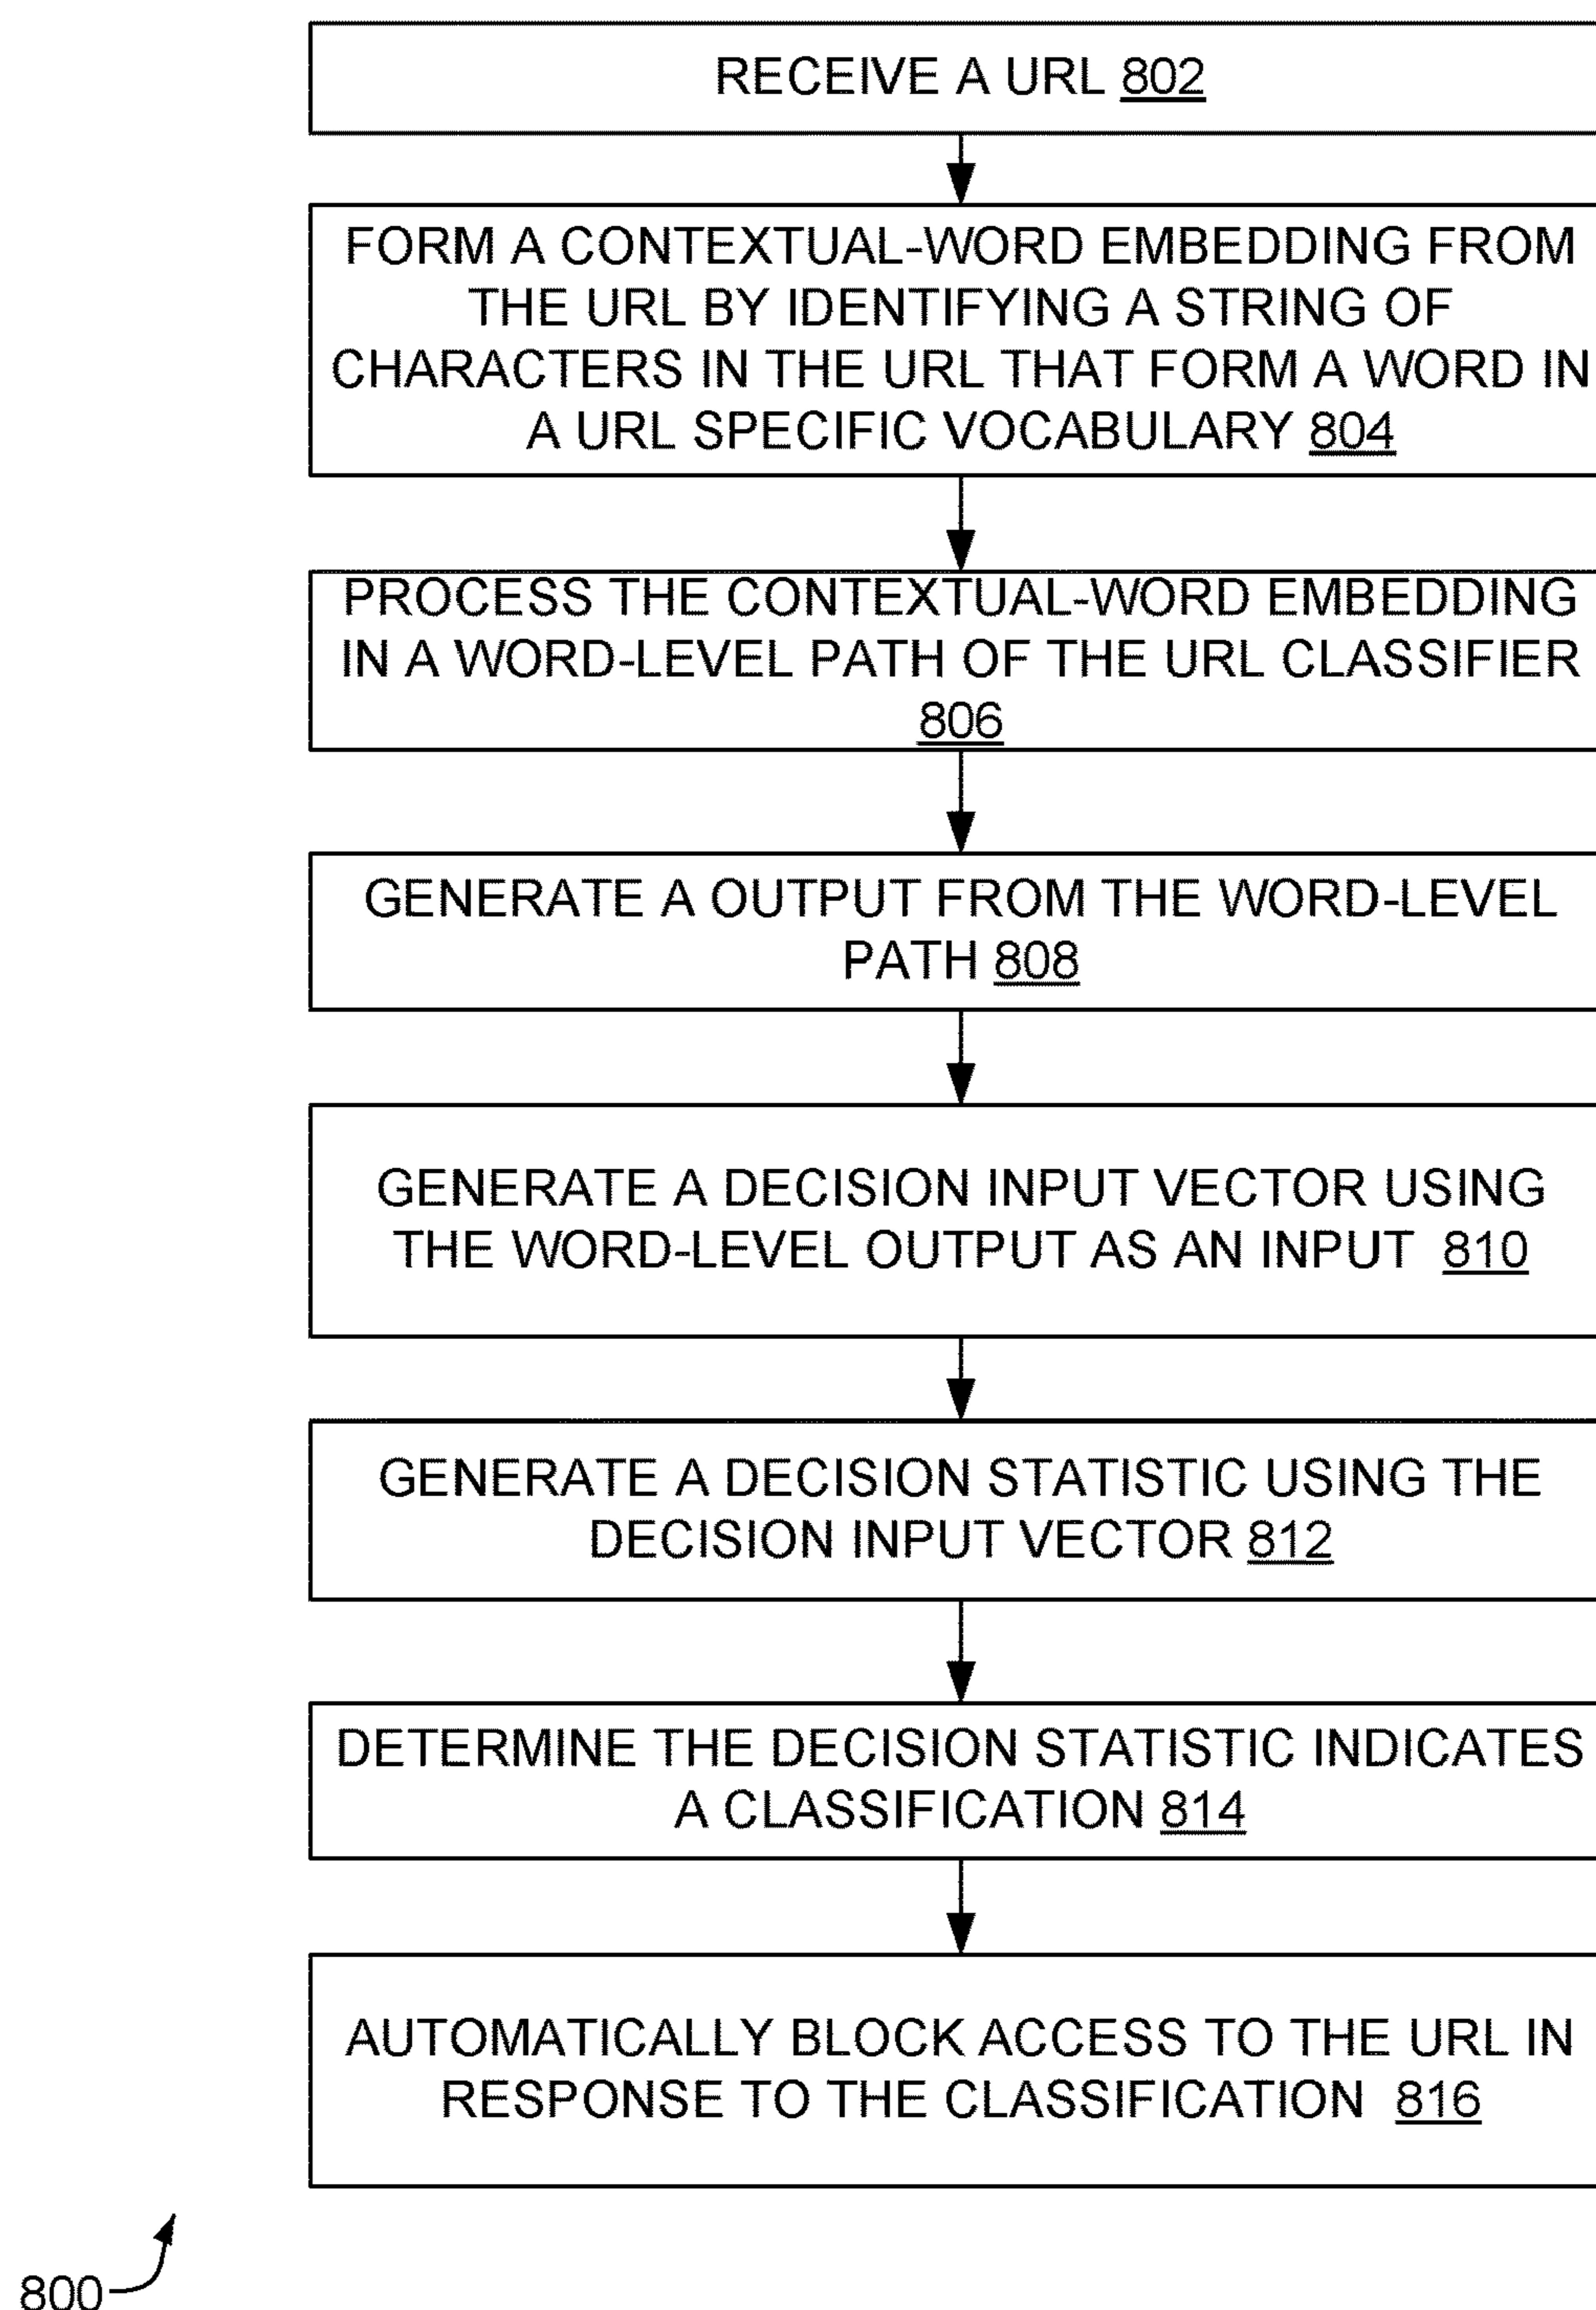 RECEIVE A URL 802
FORM A CONTEXTUAL-WORD EMBEDDING FROM
THE URL BY IDENTIFYING A STRING OF
CHARACTERS IN THE URL THAT FORM A WORD IN
A URL SPECIFIC VOCABULARY 804
PROCESS THE CONTEXTUAL-WORD EMBEDDING
IN A WORD-LEVEL PATH OF THE URL CLASSIFIER
806
GENERATE A OUTPUT FROM THE WORD-LEVEL
PATH 808
GENERATE A DECISION INPUT VECTOR USING
THE WORD-LEVEL OUTPUT AS AN INPUT 810
GENERATE A DECISION STATISTIC USING THE
DECISION INPUT VECTOR 812
DETERMINE THE DECISION STATISTIC INDICATES
A CLASSIFICATION 814
AUTOMATICALLY BLOCK ACCESS TO THE URL IN
RESPONSE TO THE CLASSIFICATION 816
800